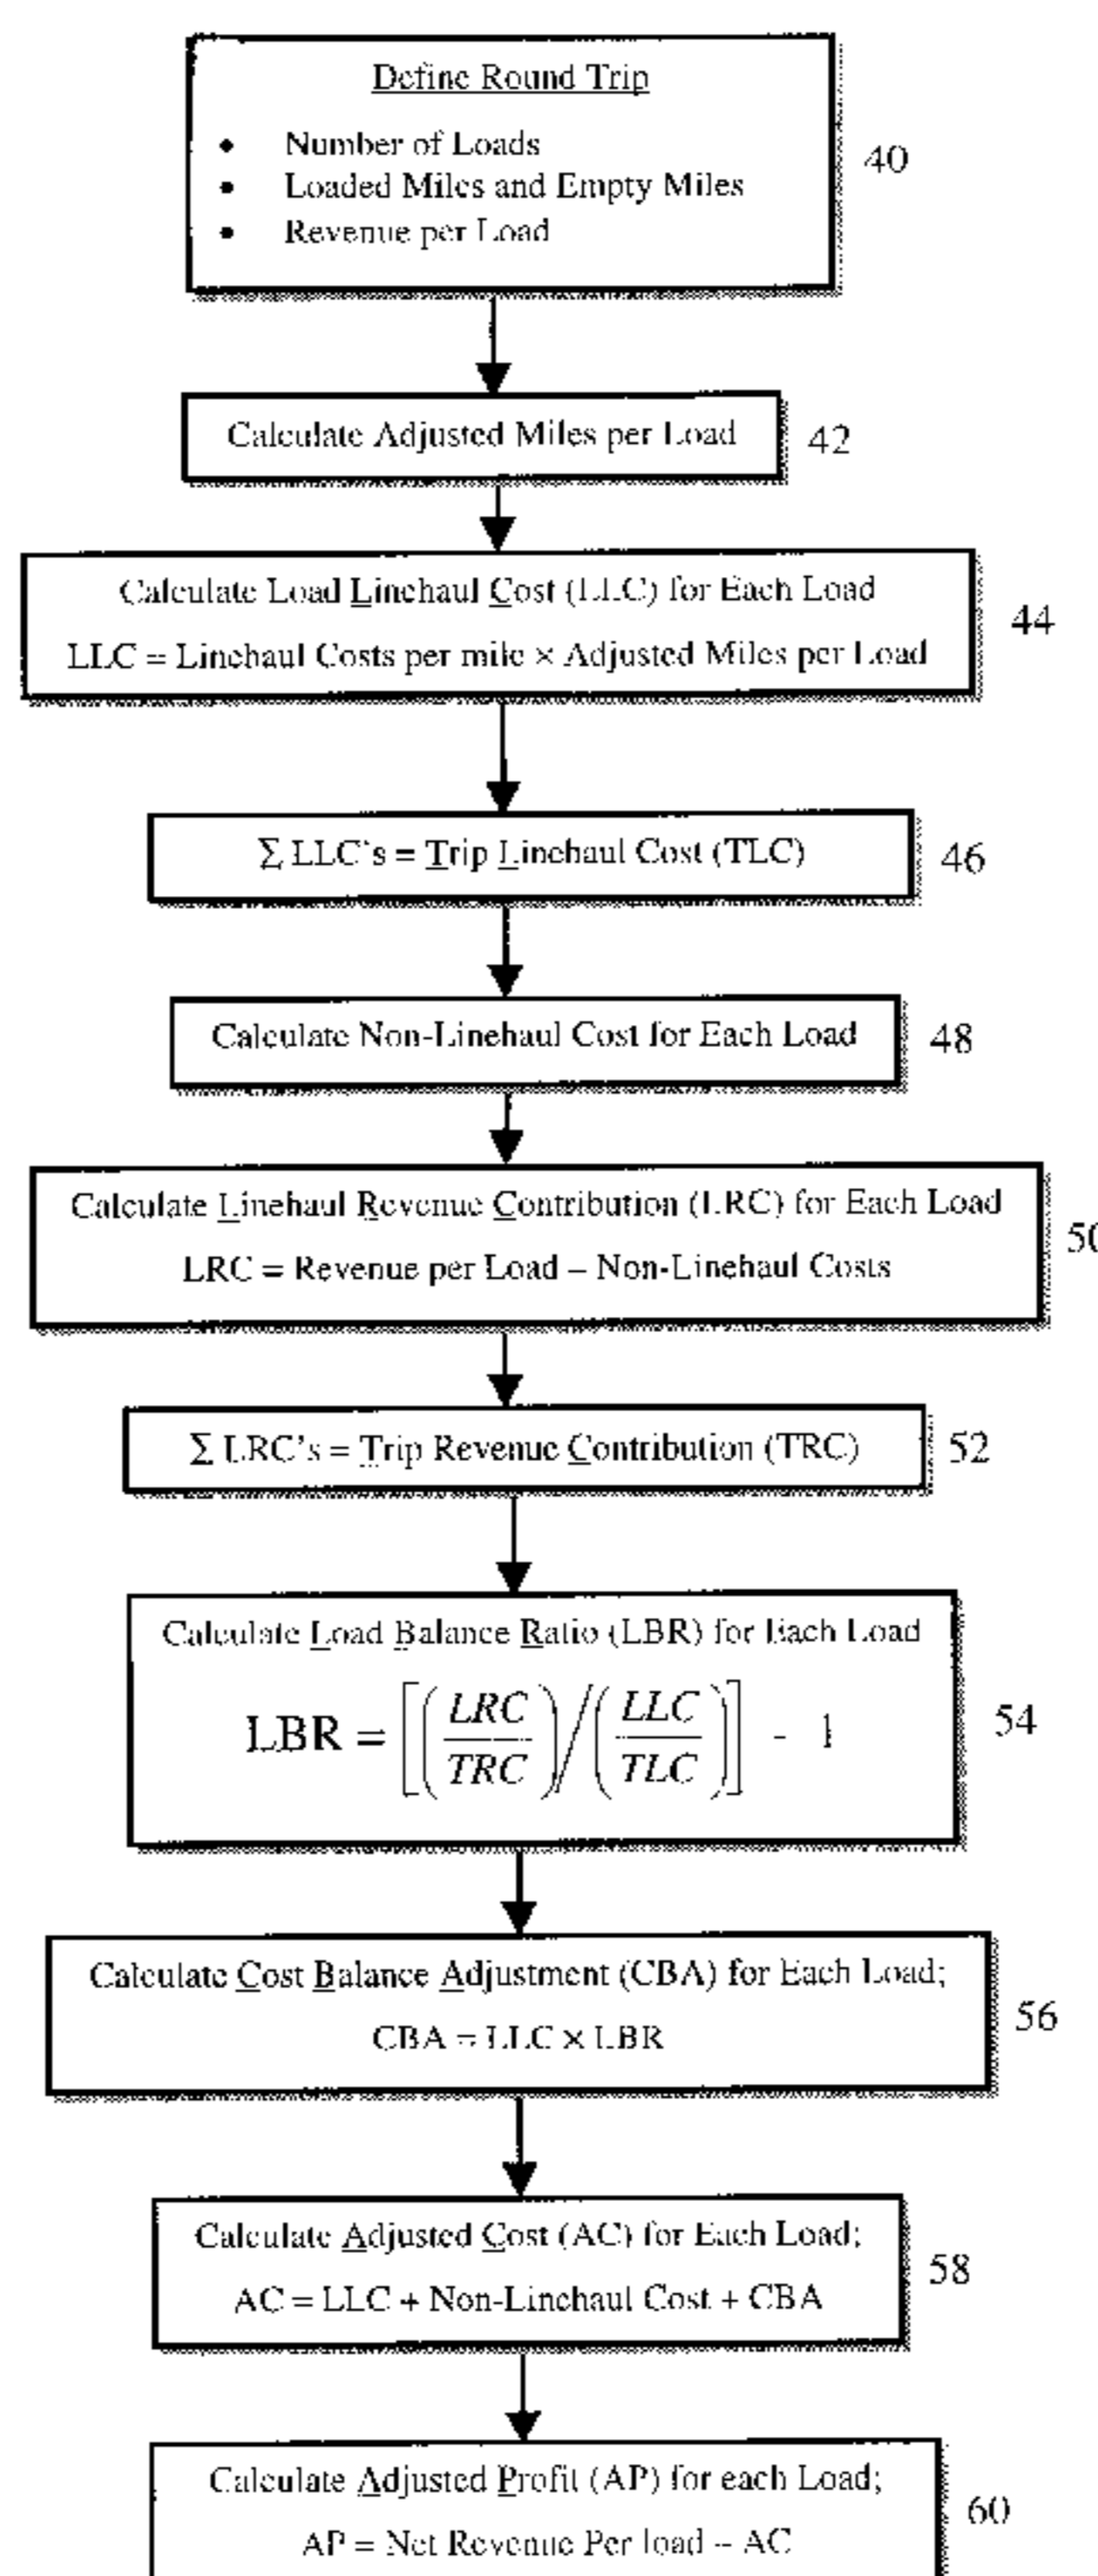 Define Round Trip
• Number of Loads
• Loaded Miles and Empty Miles
• Revenue per Load
40
Calculate Adjusted Miles per Load
42
Calculate Load Linehaul Cost (LLC) for Each Load
LLC = Linehaul Costs per mile × Adjusted Miles per Load
44
∑ LLC's = Trip Linehaul Cost (TLC)
46
Calculate Non-Linehaul Cost for Each Load
48
Calculate Linehaul Revenue Contribution (LRC) for Each Load
LRC = Revenue per Load – Non-Linehaul Costs
50
∑ LRC's = Trip Revenue Contribution (TRC)
52
Calculate Load Balance Ratio (LBR) for Each Load
LBR = [(LRC/TRC)/(LLC/TLC)] - 1
54
Calculate Cost Balance Adjustment (CBA) for Each Load;
CBA = LLC × LBR
56
Calculate Adjusted Cost (AC) for Each Load;
AC = LLC + Non-Linehaul Cost + CBA
58
Calculate Adjusted Profit (AP) for each Load;
AP = Net Revenue Per load – AC
60